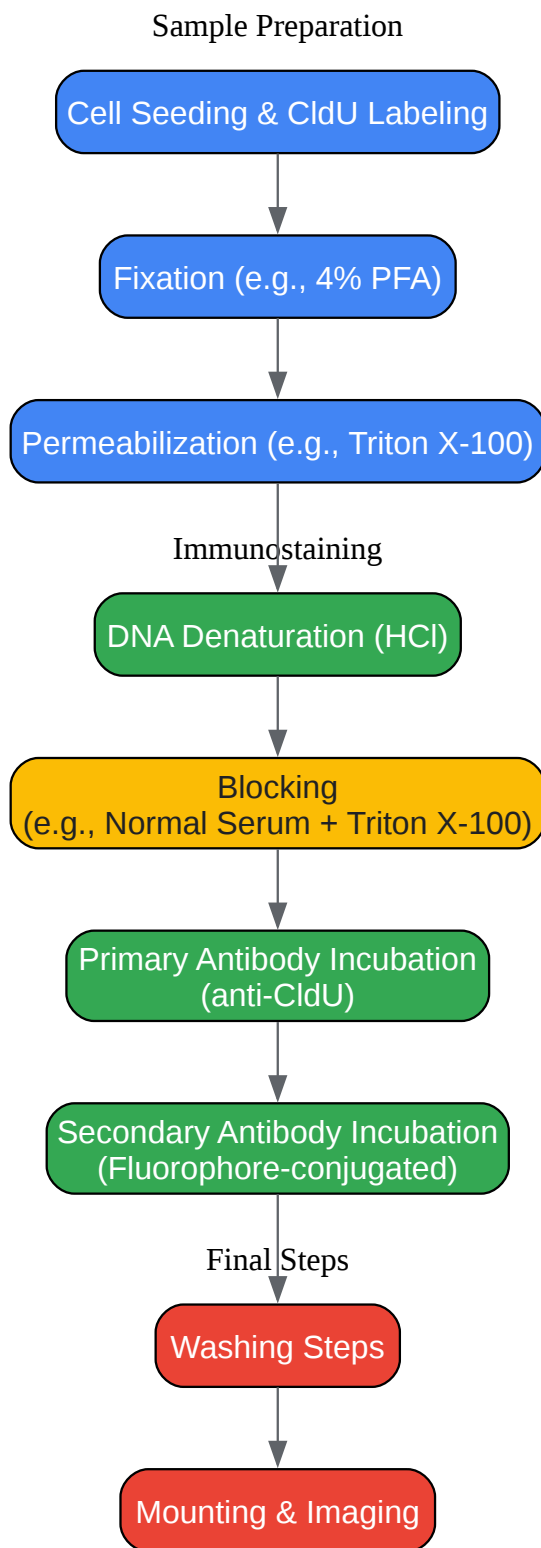 Sample Preparation
Cell Seeding & CldU Labeling
Fixation (e.g., 4% PFA)
Permeabilization (e.g., Triton X-100)
Immunostaining
DNA Denaturation (HCl)
Blocking
(e.g., Normal Serum + Triton X-100)
Primary Antibody Incubation
(anti-CldU)
Secondary Antibody Incubation
(Fluorophore-conjugated)
Final Steps
Washing Steps
Mounting & Imaging